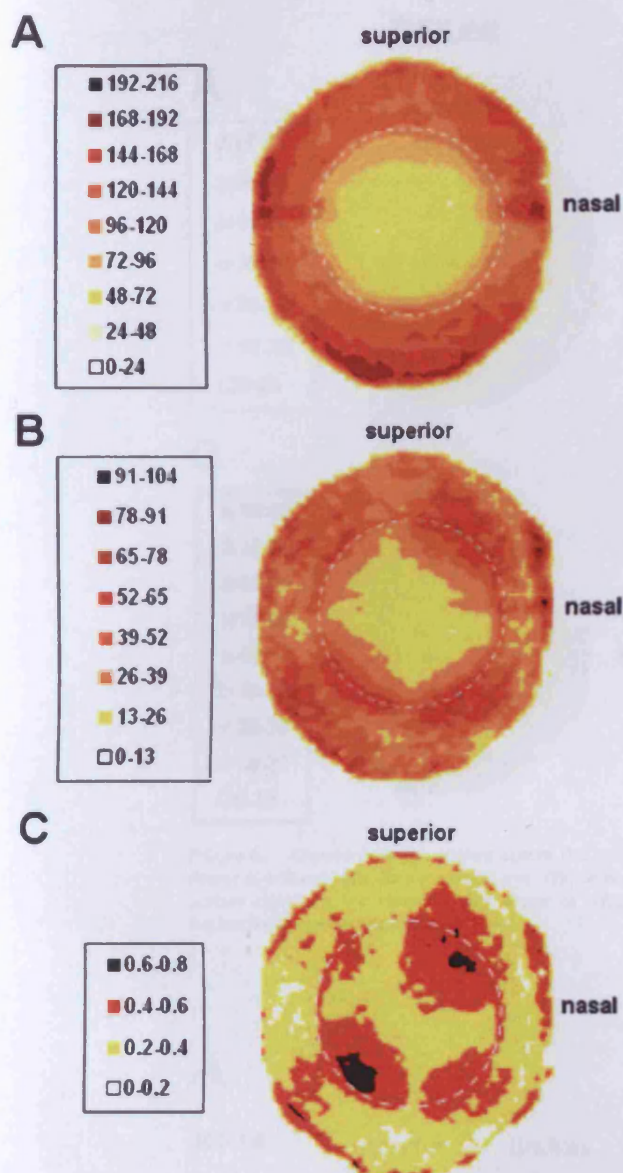 A
superior
192-216
168-192
144-168
120-144
96-120
72-96
48-72
24-48
0-24
nasal
B
superior
91-104
78-91
65-78
52-65
39-52
26-39
13-26
0-13
nasal
C
superior
0.6-0.8
0.4-0.6
0.2-0.4
0-0.2
nasal